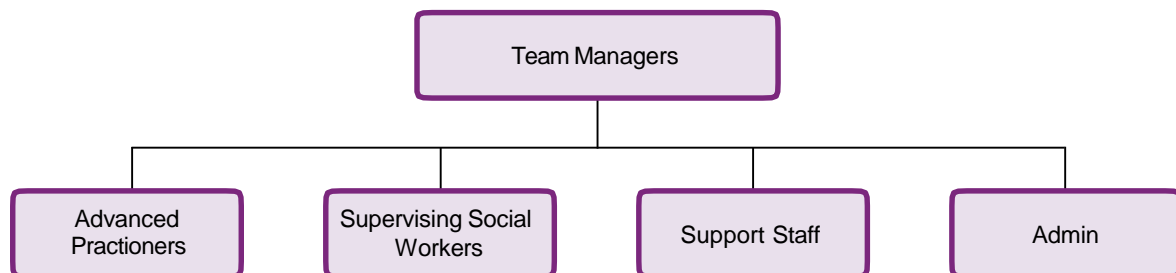 Team Managers
Advanced
Practioners
Supervising Social
Workers
Support Staff
Admin